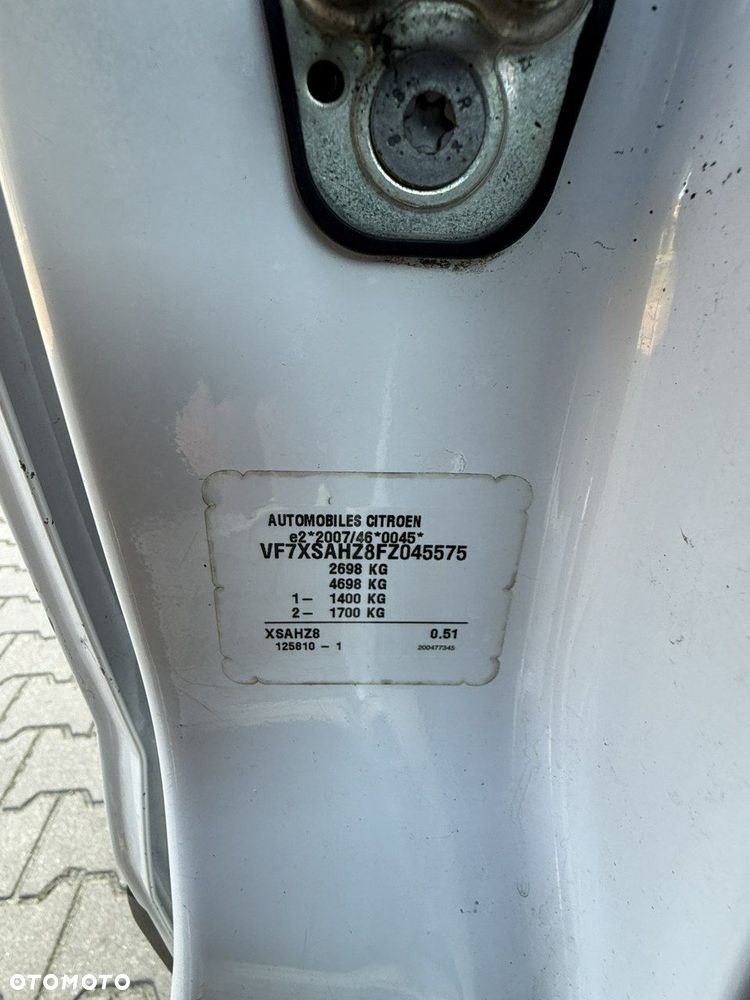 AUTOMOBILES CITROEN
e2*2007/46*0045*
VF7XSAHZ8FZ045575
2698 KG
4698 KG
1- 1400 KG
2- 1700 KG
XSAHZ8 0.51
125810 - 1 200477345
OTOMOTO